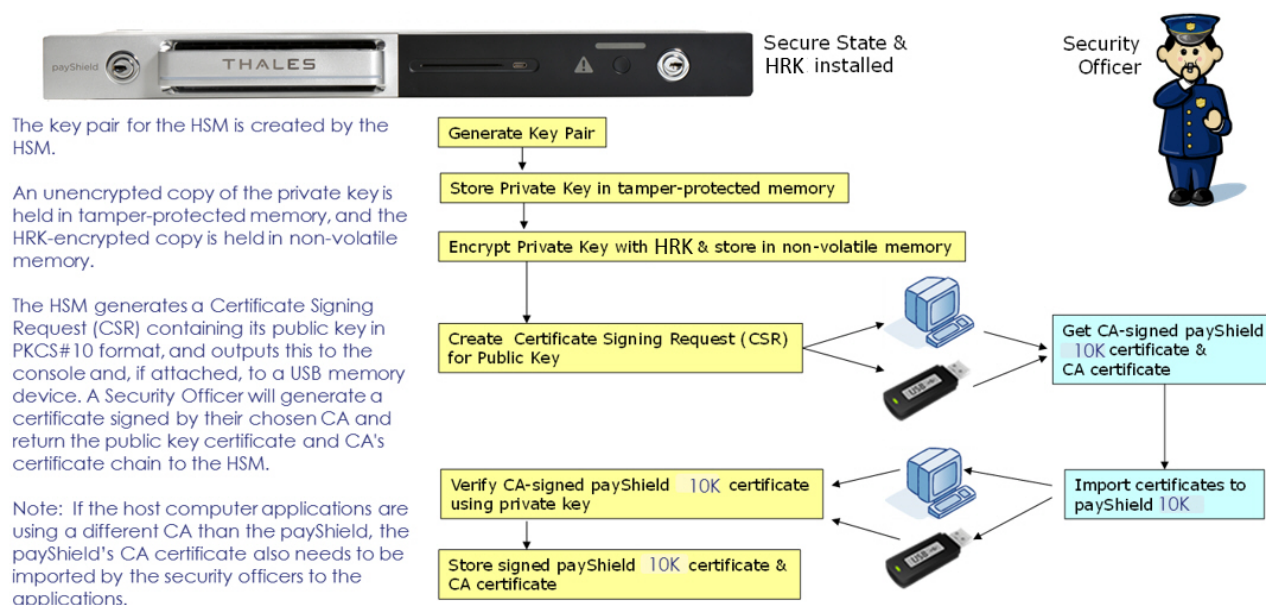 payShield
THALES
Secure State &
HRK installed
Security
Officer
The key pair for the HSM is created by the
HSM.
An unencrypted copy of the private key is
held in tamper-protected memory, and the
HRK-encrypted copy is held in non-volatile
memory.
The HSM generates a Certificate Signing
Request (CSR) containing its public key in
PKCS#10 format, and outputs this to the
console and, if attached, to a USB memory
device. A Security Officer will generate a
certificate signed by their chosen CA and
return the public key certificate and CA's
certificate chain to the HSM.
Note: If the host computer applications are
using a different CA than the payShield, the
payShield's CA certificate also needs to be
imported by the security officers to the
applications.
Generate Key Pair
Store Private Key in tamper-protected memory
Encrypt Private Key with HRK & store in non-volatile memory
Create Certificate Signing Request (CSR)
for Public Key
USB
Get CA-signed payShield
10K certificate &
CA certificate
Import certificates to
payShield 10K
USB
Verify CA-signed payShield 10K certificate
using private key
Store signed payShield 10K certificate &
CA certificate